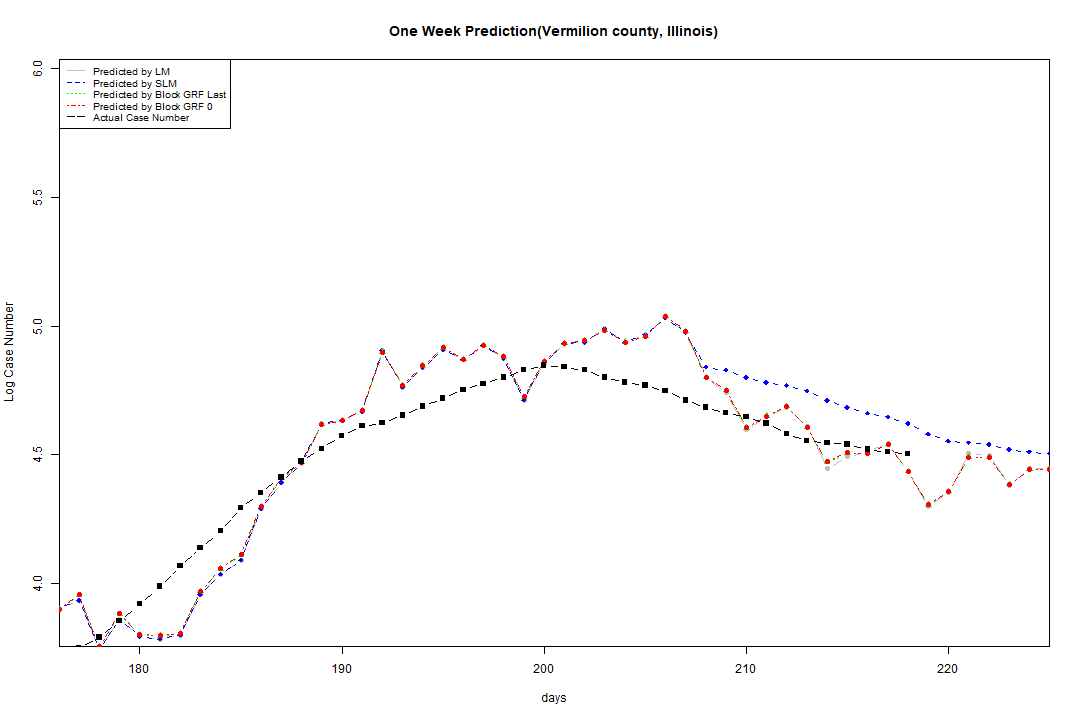 One Week Prediction(Vermilion county, Illinois)
6.0
Predicted by LM
Predicted by SLM
Predicted by Block GRF Last
Predicted by Block GRF 0
Actual Case Number
5.5
5.0
Log Case Number
4.5
4.0
180 190 200 210 220
days